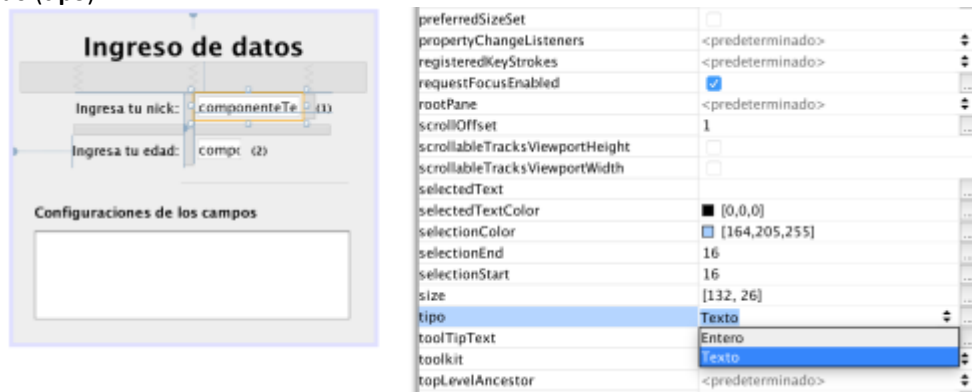 Ingreso de datos
Ingresa tu nick: componenteTe (1)
Ingresa tu edad: compc (2)
Configuraciones de los campos
preferredSizeSet
propertyChangeListeners <predeterminado>
registeredKeyStrokes <predeterminado>
requestFocusEnabled
rootPane <predeterminado>
scrollOffset 1
scrollableTracksViewportHeight
scrollableTracksViewportWidth
selectedText
selectedTextColor [0,0,0]
selectionColor [164,205,255]
selectionEnd 16
selectionStart 16
size [132, 26]
tipo Texto
toolTipText Entero
toolkit Texto
topLevelAncestor <predeterminado>